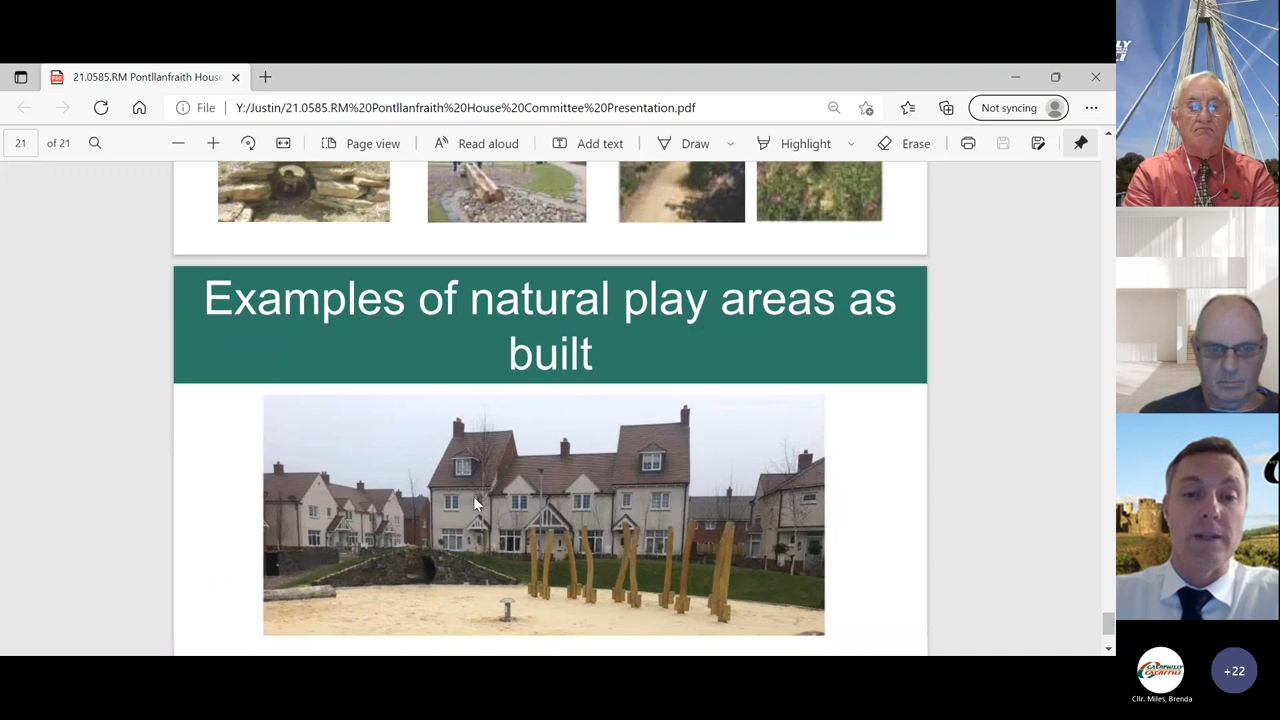 21.0585.RM Pontllanfraith House
Not syncing
File
Y:/Justin/21.0585.RM%20Pontllanfraith%20House%20Committee%20Presentation.pdf
21 of 21
Page view
Read aloud
Add text
Draw
Highlight
Erase
Examples of natural play areas as
built
Cllr. Miles, Brenda
+22